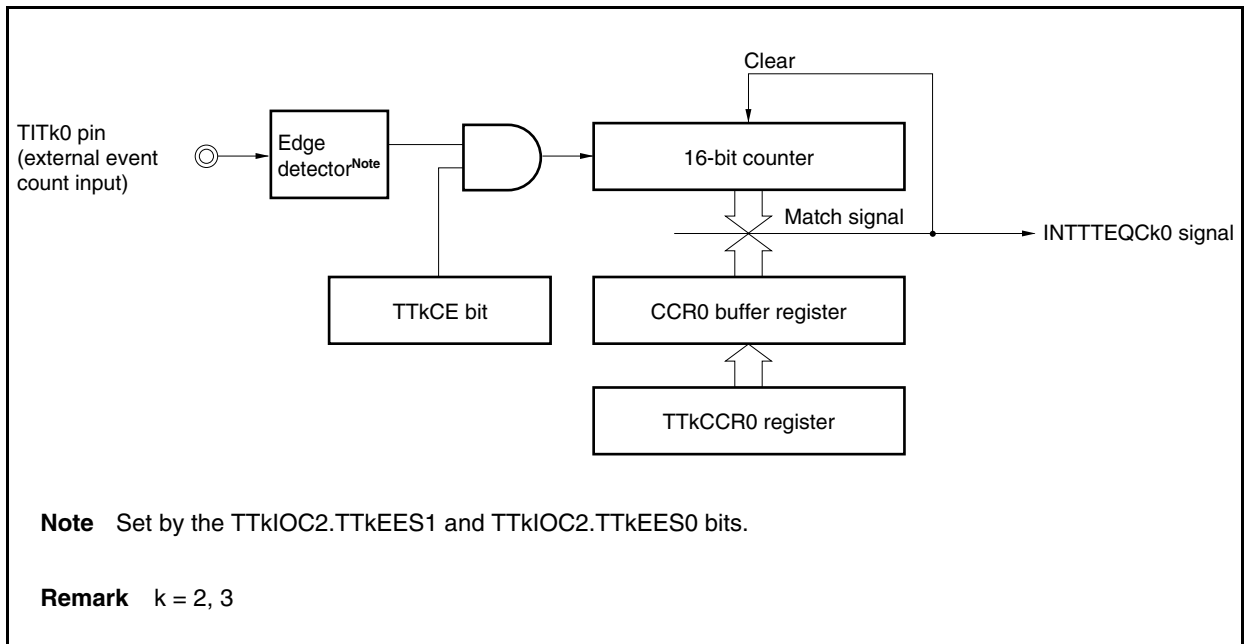 Clear
TITk0 pin
(external event
count input)
Edge
detectorNote
16-bit counter
Match signal
INTTTEQCk0 signal
TTkCE bit
CCR0 buffer register
TTkCCR0 register
Note Set by the TTkIOC2.TTkEES1 and TTkIOC2.TTkEES0 bits.
Remark k = 2, 3